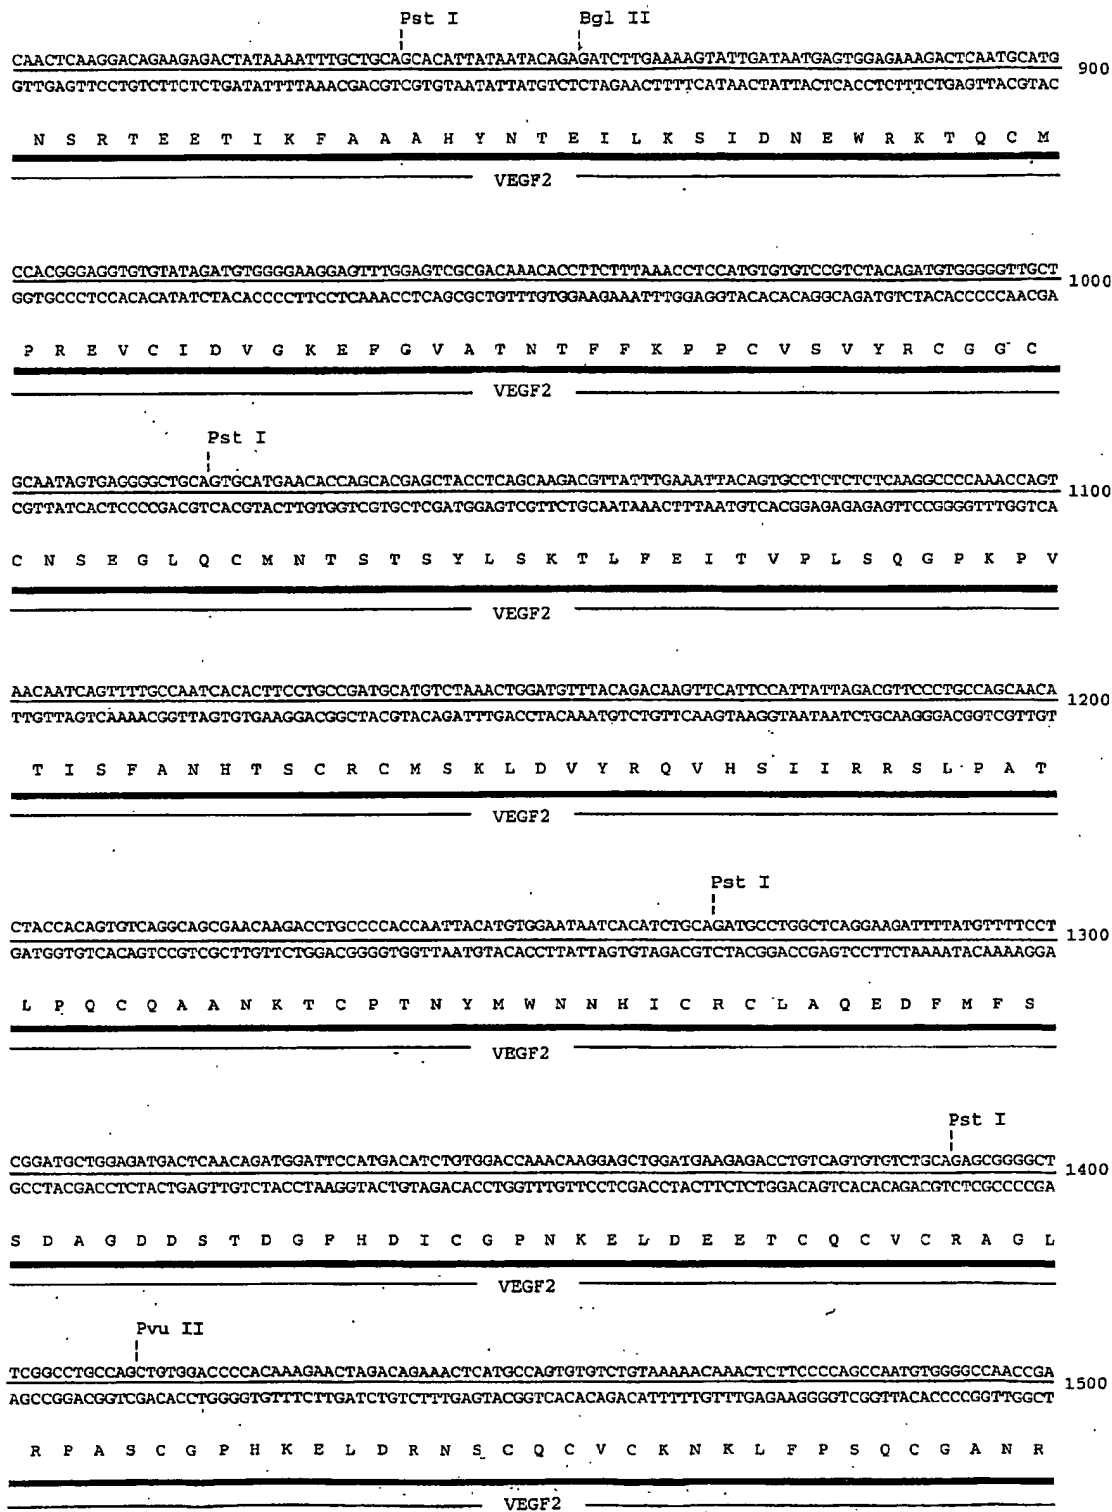 Pst I Bgl II
CAACTCAAGGACAGAAGAGACTATAAAATTTGCTGCAGCACATTATAATACAGAGATCTTGAAAAGTATTGATAATGAGTGGAGAAAGACTCAATGCATG
900
GTTGAGTTCCTGTCTTCTCTGATATTTTAAACGACGTCGTGTAATATTATGTCTCTAGAACTTTTCATAACTATTACTCACCTCTTTCTGAGTTACGTAC
N S R T E E T I K F A A A H Y N T E I L K S I D N E W R K T Q C M
VEGF2
CCACGGGAGGTGTGTATAGATGTGGGGAAGGAGTTTGGAGTCGCGACAAACACCTTCTTTAAACCTCCATGTGTGTCCGTCTACAGATGTGGGGGTTGCT
1000
GGTGCCCTCCACACATATCTACACCCCTTCCTCAAACCTCAGCGCTGTTTGTGGAAGAAATTTGGAGGTACACACAGGCAGATGTCTACACCCCCAACGA
P R E V C I D V G K E F G V A T N T F F K P P C V S V Y R C G G C
VEGF2
Pst I
GCAATAGTGAGGGGCTGCAGTGCATGAACACCAGCACGAGCTACCTCAGCAAGACGTTATTTGAAATTACAGTGCCTCTCTCTCAAGGCCCCAAACCAGT
1100
CGTTATCACTCCCCGACGTCACGTACTTGTGGTCGTGCTCGATGGAGTCGTTCTGCAATAAACTTTAATGTCACGGAGAGAGAGTTCCGGGGTTTGGTCA
C N S E G L Q C M N T S T S Y L S K T L F E I T V P L S Q G P K P V
VEGF2
AACAATCAGTTTTGCCAATCACACTTCCTGCCGATGCATGTCTAAACTGGATGTTTACAGACAAGTTCATTCCATTATTAGACGTTCCCTGCCAGCAACA
1200
TTGTTAGTCAAAACGGTTAGTGTGAAGGACGGCTACGTACAGATTTGACCTACAAATGTCTGTTCAAGTAAGGTAATAATCTGCAAGGGACGGTCGTTGT
T I S F A N H T S C R C M S K L D V Y R Q V H S I I R R S L P A T
VEGF2
Pst I
CTACCACAGTGTCAGGCAGCGAACAAGACCTGCCCCACCAATTACATGTGGAATAATCACATCTGCAGATGCCTGGCTCAGGAAGATTTTATGTTTTCCT
1300
GATGGTGTCACAGTCCGTCGCTTGTTCTGGACGGGGTGGTTAATGTACACCTTATTAGTGTAGACGTCTACGGACCGAGTCCTTCTAAAATACAAAAGGA
L P Q C Q A A N K T C P T N Y M W N N H I C R C L A Q E D F M F S
VEGF2
Pst I
CGGATGCTGGAGATGACTCAACAGATGGATTCCATGACATCTGTGGACCAAACAAGGAGCTGGATGAAGAGACCTGTCAGTGTGTCTGCAGAGCGGGGCT
1400
GCCTACGACCTCTACTGAGTTGTCTACCTAAGGTACTGTAGACACCTGGTTTGTTCCTCGACCTACTTCTCTGGACAGTCACACAGACGTCTCGCCCCGA
S D A G D D S T D G F H D I C G P N K E L D E E T C Q C V C R A G L
VEGF2
Pvu II
TCGGCCTGCCAGCTGTGGACCCCACAAAGAACTAGACAGAAACTCATGCCAGTGTGTCTGTAAAAACAAACTCTTCCCCAGCCAATGTGGGGCCAACCGA
1500
AGCCGGACGGTCGACACCTGGGGTGTTTCTTGATCTGTCTTTGAGTACGGTCACACAGACATTTTTGTTTGAGAAGGGGTCGGTTACACCCCGGTTGGCT
R P A S C G P H K E L D R N S C Q C V C K N K L F P S Q C G A N R
VEGF2